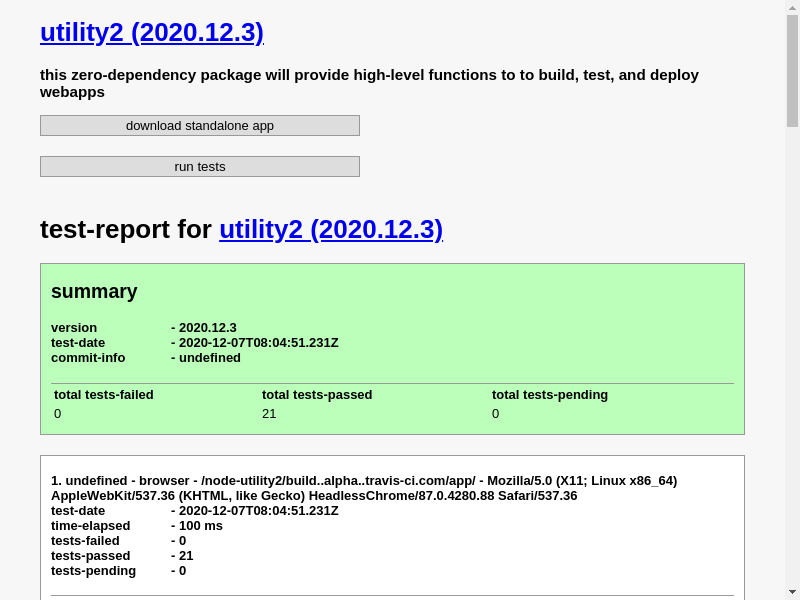 utility2 (2020.12.3)
this zero-dependency package will provide high-level functions to to build, test, and deploy
webapps
download standalone app
run tests
test-report for utility2 (2020.12.3)
summary
version - 2020.12.3
test-date - 2020-12-07T08:04:51.231Z
commit-info - undefined
total tests-failed total tests-passed total tests-pending
0 21 0
1. undefined - browser - /node-utility2/build..alpha..travis-ci.com/app/ - Mozilla/5.0 (X11; Linux x86_64)
AppleWebKit/537.36 (KHTML, like Gecko) HeadlessChrome/87.0.4280.88 Safari/537.36
test-date - 2020-12-07T08:04:51.231Z
time-elapsed - 100 ms
tests-failed - 0
tests-passed - 21
tests-pending - 0